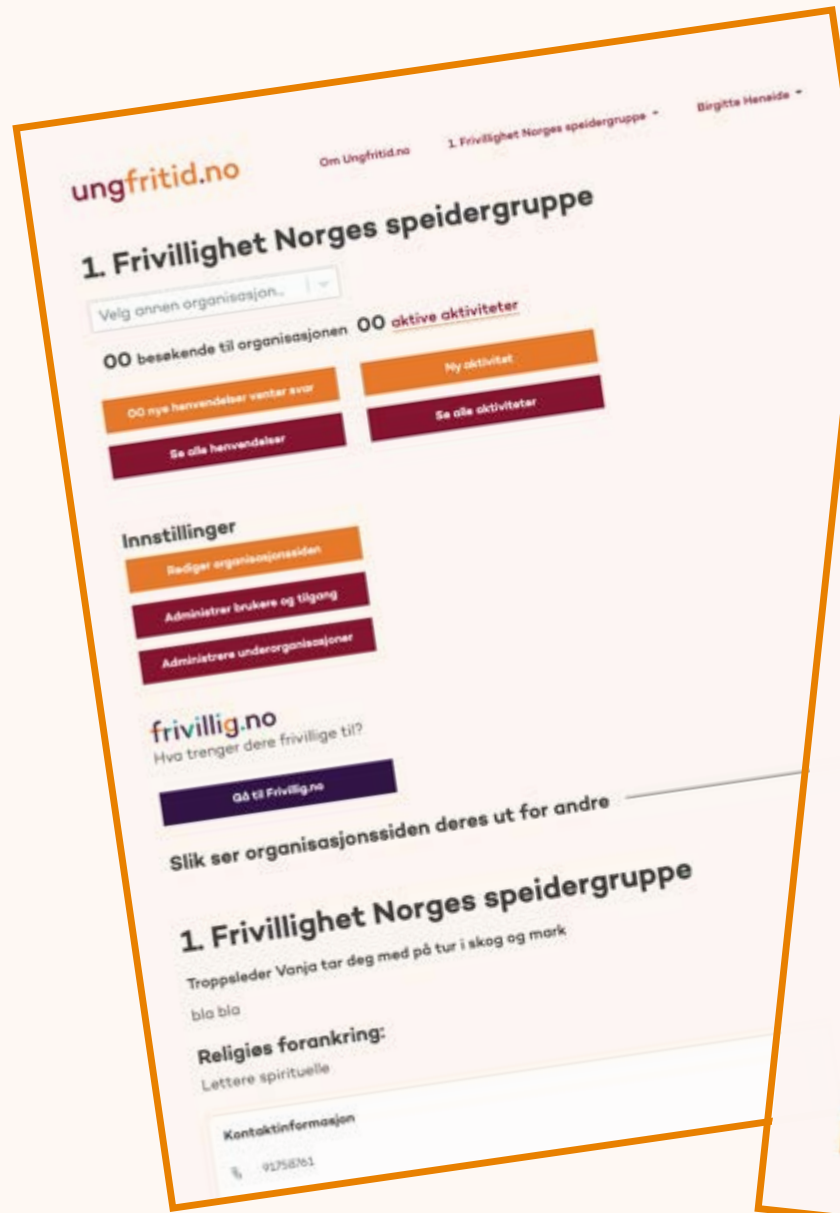 ungfritid.no
Om Ungfritid.no
1. Frivillighet Norges speidergruppe
Birgitte Heneide
1. Frivillighet Norges speidergruppe
Velg annen organisasjon...
00 besøkende til organisasjonen 00 aktive aktiviteter
00 nye henvendelser venter svar
Ny aktivitet
Se alle henvendelser
Se alle aktiviteter
Innstillinger
Rediger organisasjonssiden
Administrer brukere og tilgang
Administrere underorganisasjoner
frivillig.no
Hva trenger dere frivillige til?
Gå til Frivillig.no
Slik ser organisasjonssiden deres ut for andre
1. Frivillighet Norges speidergruppe
Troppsleder Vanja tar deg med på tur i skog og mark
bla bla
Religiøs forankring:
Lettere spirituelle
Kontaktinformasjon
91758761